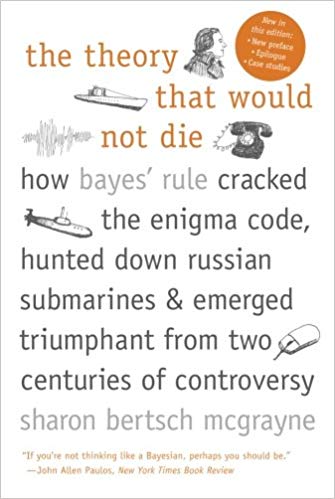 the theory
that would
not die
New in
this edition:
• New preface
• Epilogue
• Case studies
how bayes’ rule cracked
the enigma code,
hunted down russian
submarines & emerged
triumphant from two
centuries of controversy
sharon bertsch mcgrayne
"If you're not thinking like a Bayesian, perhaps you should be."
—John Allen Paulos, New York Times Book Review